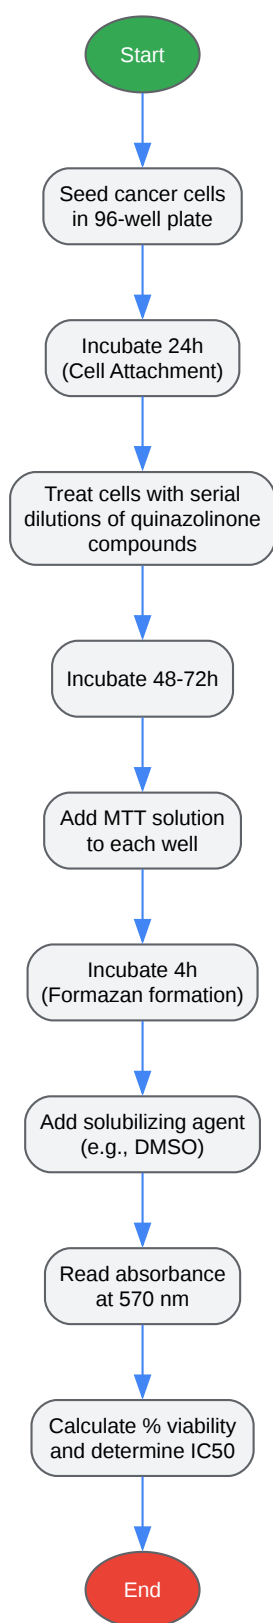 Start
Seed cancer cells
in 96-well plate
Incubate 24h
(Cell Attachment)
Treat cells with serial
dilutions of quinazolinone
compounds
Incubate 48-72h
Add MTT solution
to each well
Incubate 4h
(Formazan formation)
Add solubilizing agent
(e.g., DMSO)
Read absorbance
at 570 nm
Calculate % viability
and determine IC50
End